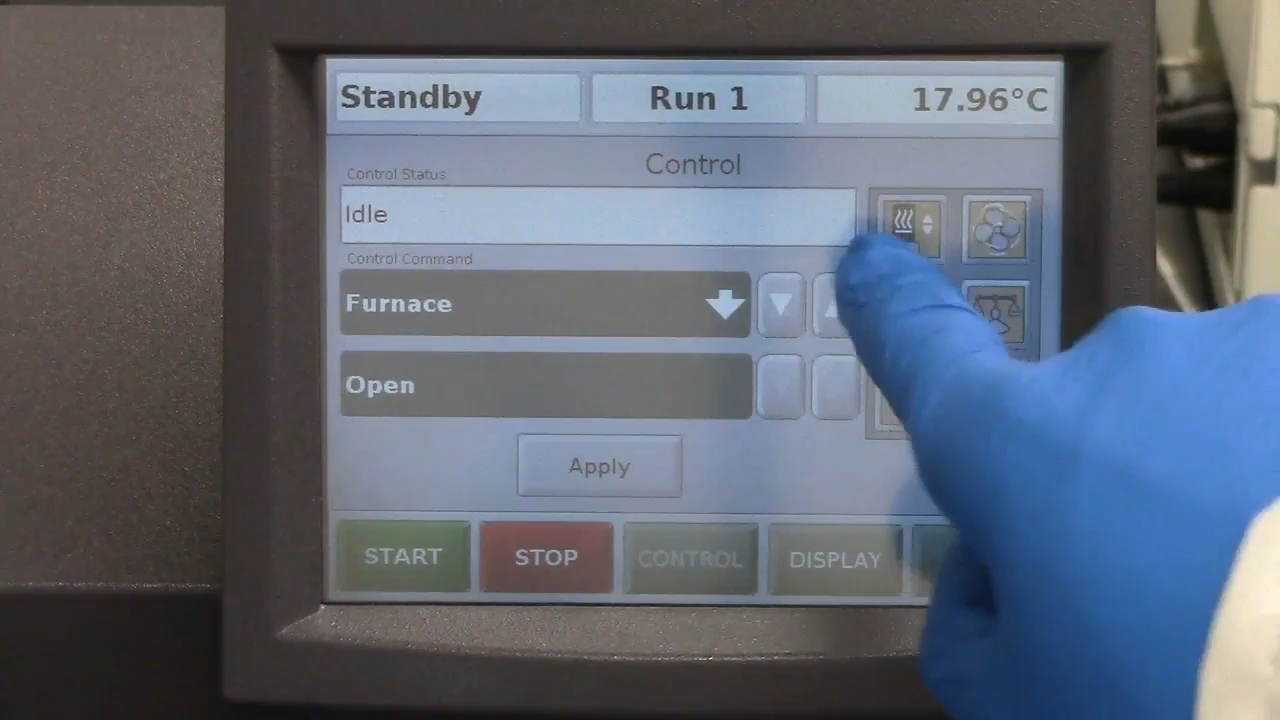 Standby
Run 1
17.96°C
Control
Control Status
Idle
Control Command
Furnace
Open
Apply
START
STOP
CONTROL
DISPLAY